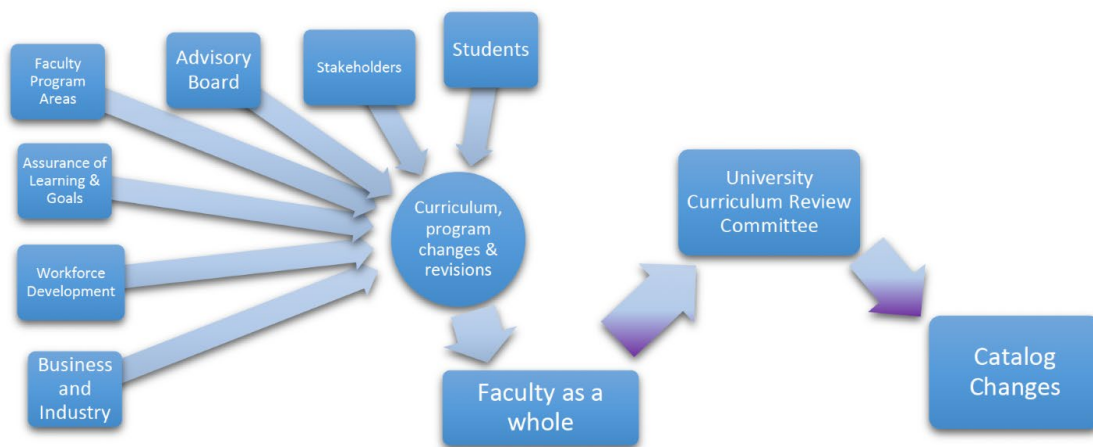 Faculty
Program
Areas
Advisory
Board
Stakeholders
Students
Assurance of
Learning &
Goals
Workforce
Development
Business
and
Industry
Curriculum,
program
changes &
revisions
Faculty as a
whole
University
Curriculum Review
Committee
Catalog
Changes